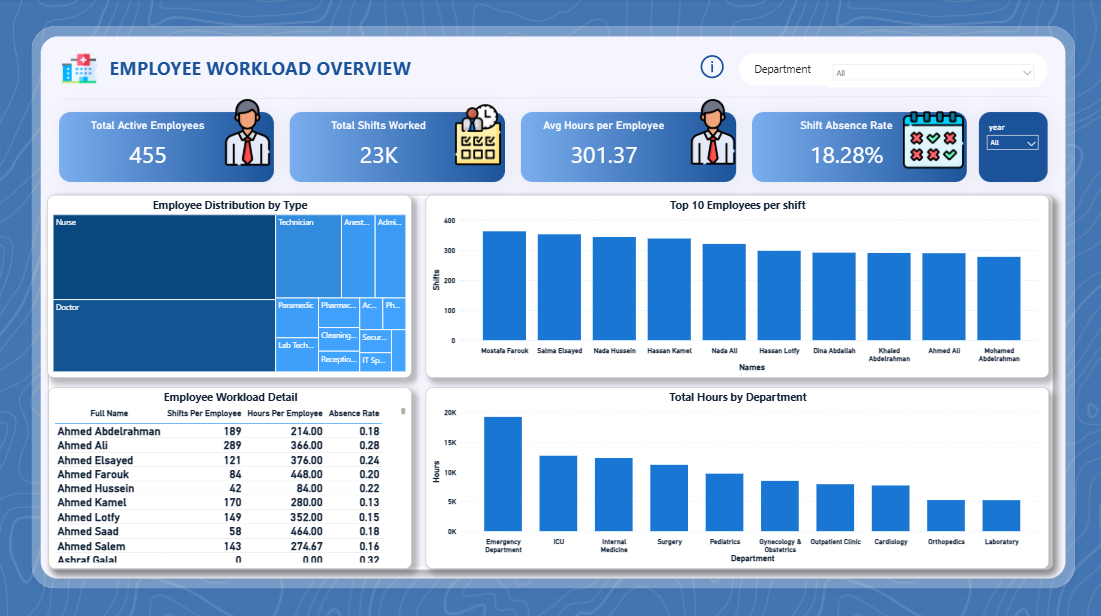 EMPLOYEE WORKLOAD OVERVIEW
i
Department
All
Total Active Employees
455
Total Shifts Worked
23K
Avg Hours per Employee
301.37
Shift Absence Rate
18.28%
year
All
Employee Distribution by Type
Nurse
Doctor
Technician
Anest...
Admi...
Paramedic
Pharmac...
Ac...
Ph...
Lab Tech...
Cleaning...
Secur...
Receptio...
IT Sp...
Top 10 Employees per shift
Shifts
400
300
200
100
0
Mostafa Farouk
Salma Elsayed
Nada Hussein
Hassan Kamel
Nada Ali
Hassan Lotfy
Dina Abdallah
Khaled
Abdelrahman
Ahmed Ali
Mohamed
Abdelrahman
Names
Employee Workload Detail
Full Name Shifts Per Employee Hours Per Employee Absence Rate
Ahmed Abdelrahman 189 214.00 0.18
Ahmed Ali 289 366.00 0.28
Ahmed Elsayed 121 376.00 0.24
Ahmed Farouk 84 448.00 0.20
Ahmed Hussein 42 84.00 0.22
Ahmed Kamel 170 280.00 0.13
Ahmed Lotfy 149 352.00 0.15
Ahmed Saad 58 464.00 0.18
Ahmed Salem 143 274.67 0.16
Ashraf Galal 0 0.00 0.32
Total Hours by Department
Hours
20K
15K
10K
5K
0K
Emergency
Department
ICU
Internal
Medicine
Surgery
Pediatrics
Gynecology &
Obstetrics
Outpatient Clinic
Cardiology
Orthopedics
Laboratory
Department